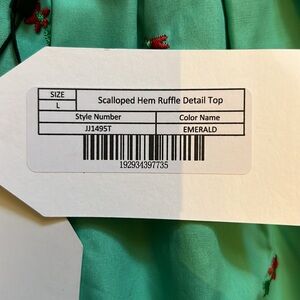 SIZE
L
Scalloped Hem Ruffle Detail Top
Style Number Color Name
JJ1495T EMERALD
192934397735